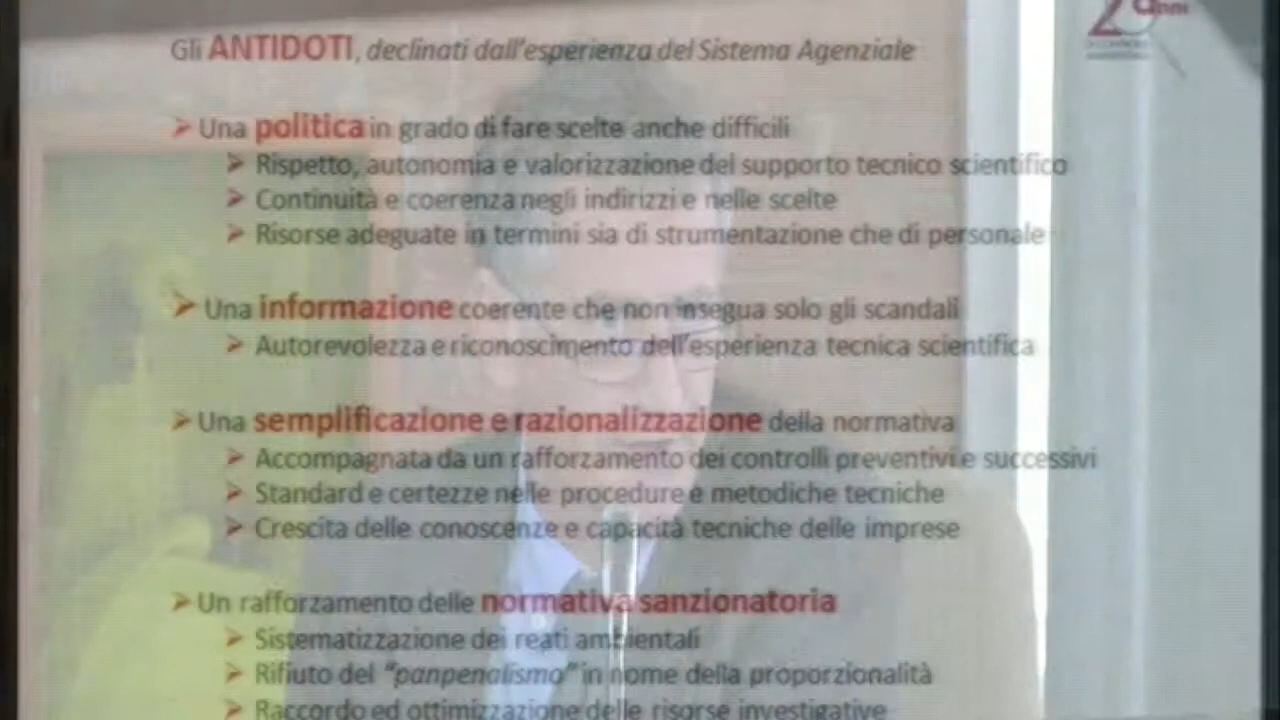 Gli ANTIDOTI, declinati dall'esperienza del Sistema Agenziale
20 anni
➤ Una politica in grado di fare scelte anche difficili
➤ Rispetto, autonomia e valorizzazione del supporto tecnico scientifico
➤ Continuità e coerenza negli indirizzi e nelle scelte
➤ Risorse adeguate in termini sia di strumentazione che di personale
➤ Una informazione coerente che non insegua solo gli scandali
➤ Autorevolezza e riconoscimento dell'esperienza tecnica scientifica
➤ Una semplificazione e razionalizzazione della normativa
➤ Accompagnata da un rafforzamento dei controlli preventivi e successivi
➤ Standard e certezze nelle procedure e metodiche tecniche
➤ Crescita delle conoscenze e capacità tecniche delle imprese
➤ Un rafforzamento delle normativa sanzionatoria
➤ Sistematizzazione dei reati ambientali
➤ Rifiuto del "panpenalismo" in nome della proporzionalità
➤ Raccordo ed ottimizzazione delle risorse investigative